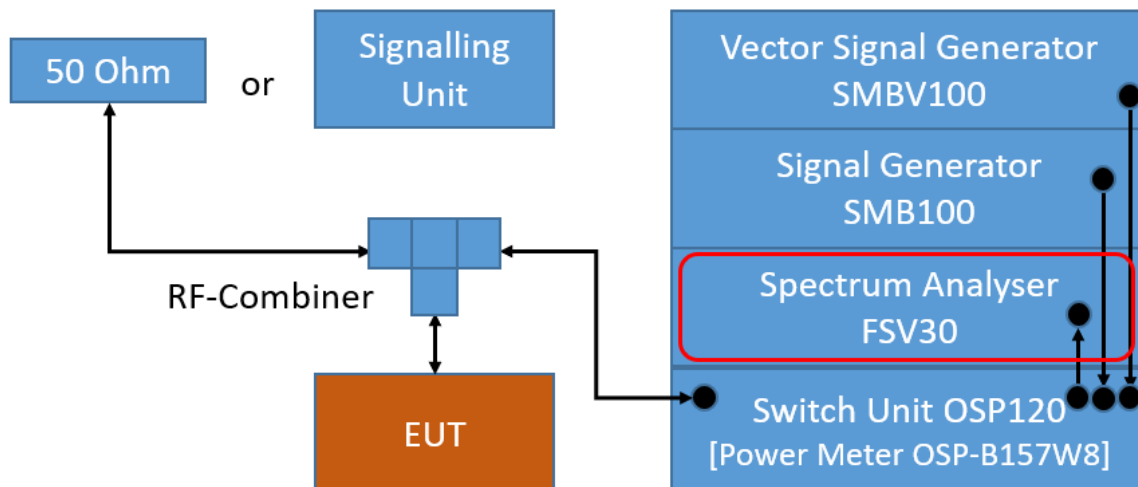 50 Ohm
or
Signalling
Unit
RF-Combiner
EUT
Vector Signal Generator
SMBV100
Signal Generator
SMB100
Spectrum Analyser
FSV30
Switch Unit OSP120
[Power Meter OSP-B157W8]